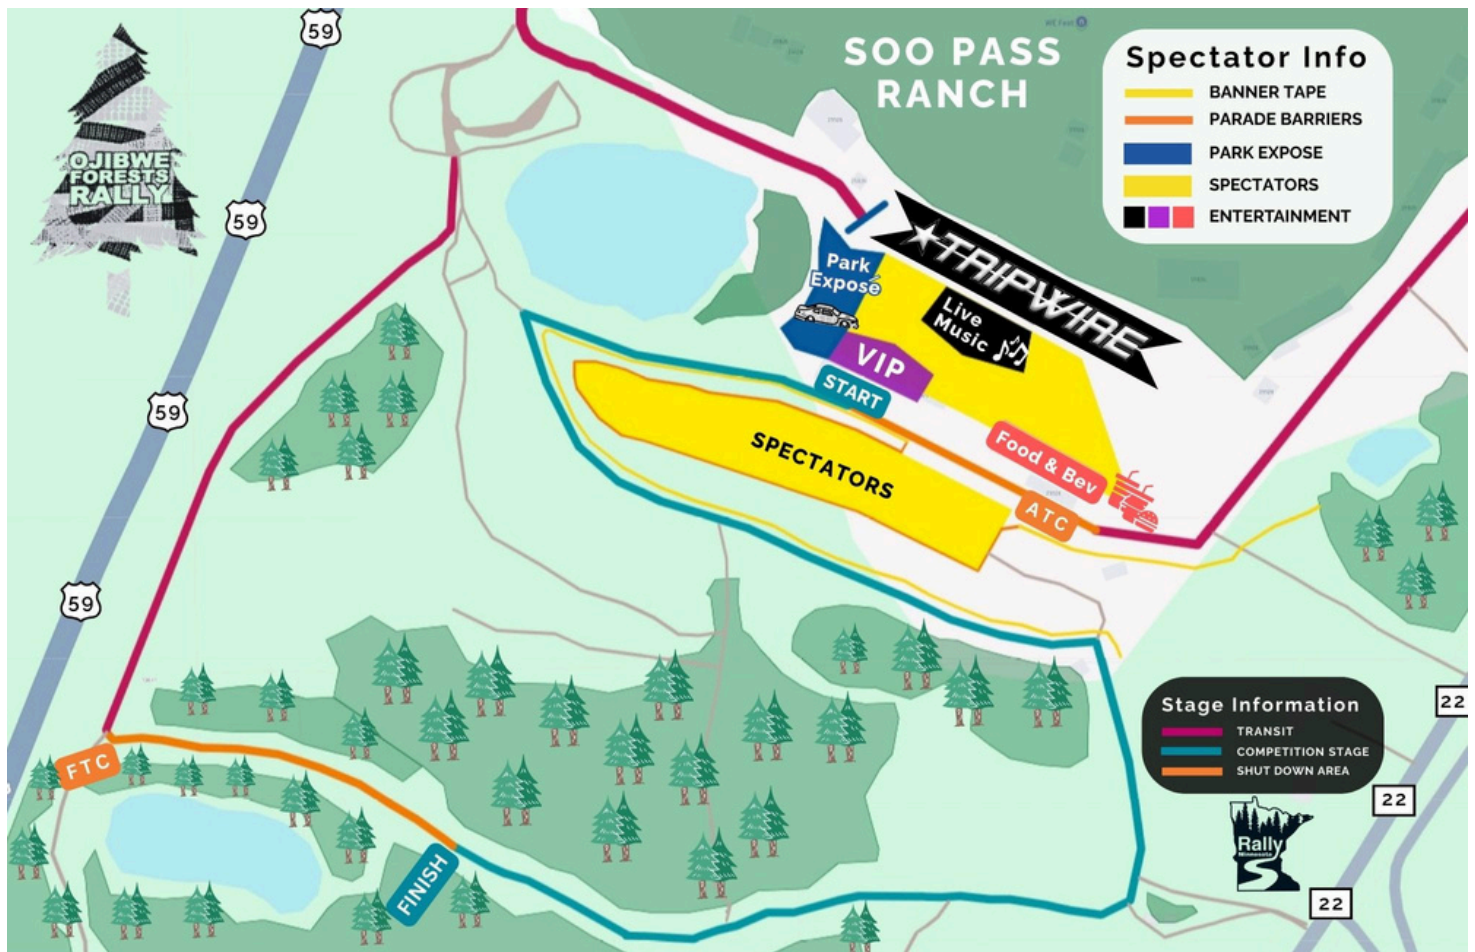 59
59
59
59
OJIBWE
FORESTS
RALLY
SOO PASS
RANCH
Spectator Info
BANNER TAPE
PARADE BARRIERS
PARK EXPOSE
SPECTATORS
ENTERTAINMENT
TRIPWIRE
Park
Exposé
Live
Music
VIP
START
SPECTATORS
Food & Bev
ATC
FTC
FINISH
Stage Information
TRANSIT
COMPETITION STAGE
SHUT DOWN AREA
22
22
22
Rally
Minnesota